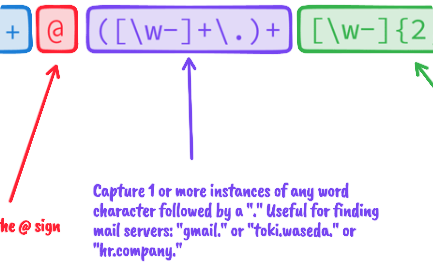 + @ ([\w-]+\.)+ [\w-]{2
Capture 1 or more instances of any word
character followed by a "." Useful for finding
mail servers: "gmail." or "toki.waseda." or
"hr.company."
he @ sign